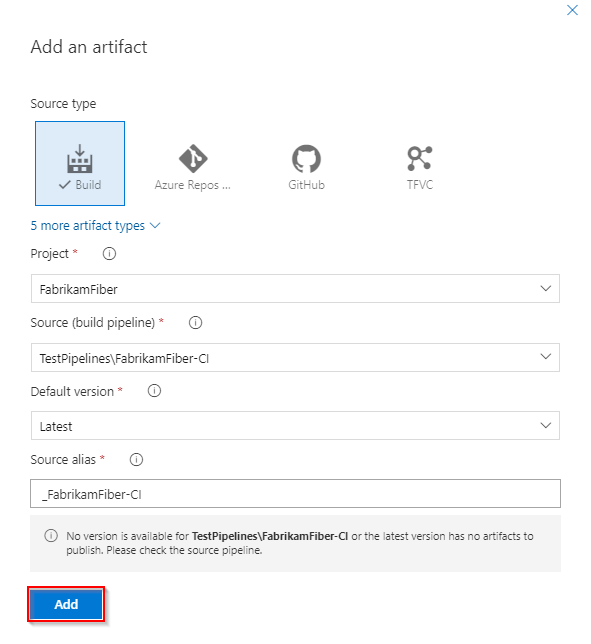 Add an artifact
Source type
Build
Azure Repos ...
GitHub
TFVC
5 more artifact types
Project *
FabrikamFiber
Source (build pipeline) *
TestPipelines\FabrikamFiber-CI
Default version *
Latest
Source alias *
_FabrikamFiber-CI
No version is available for TestPipelines\FabrikamFiber-CI or the latest version has no artifacts to
publish. Please check the source pipeline.
Add